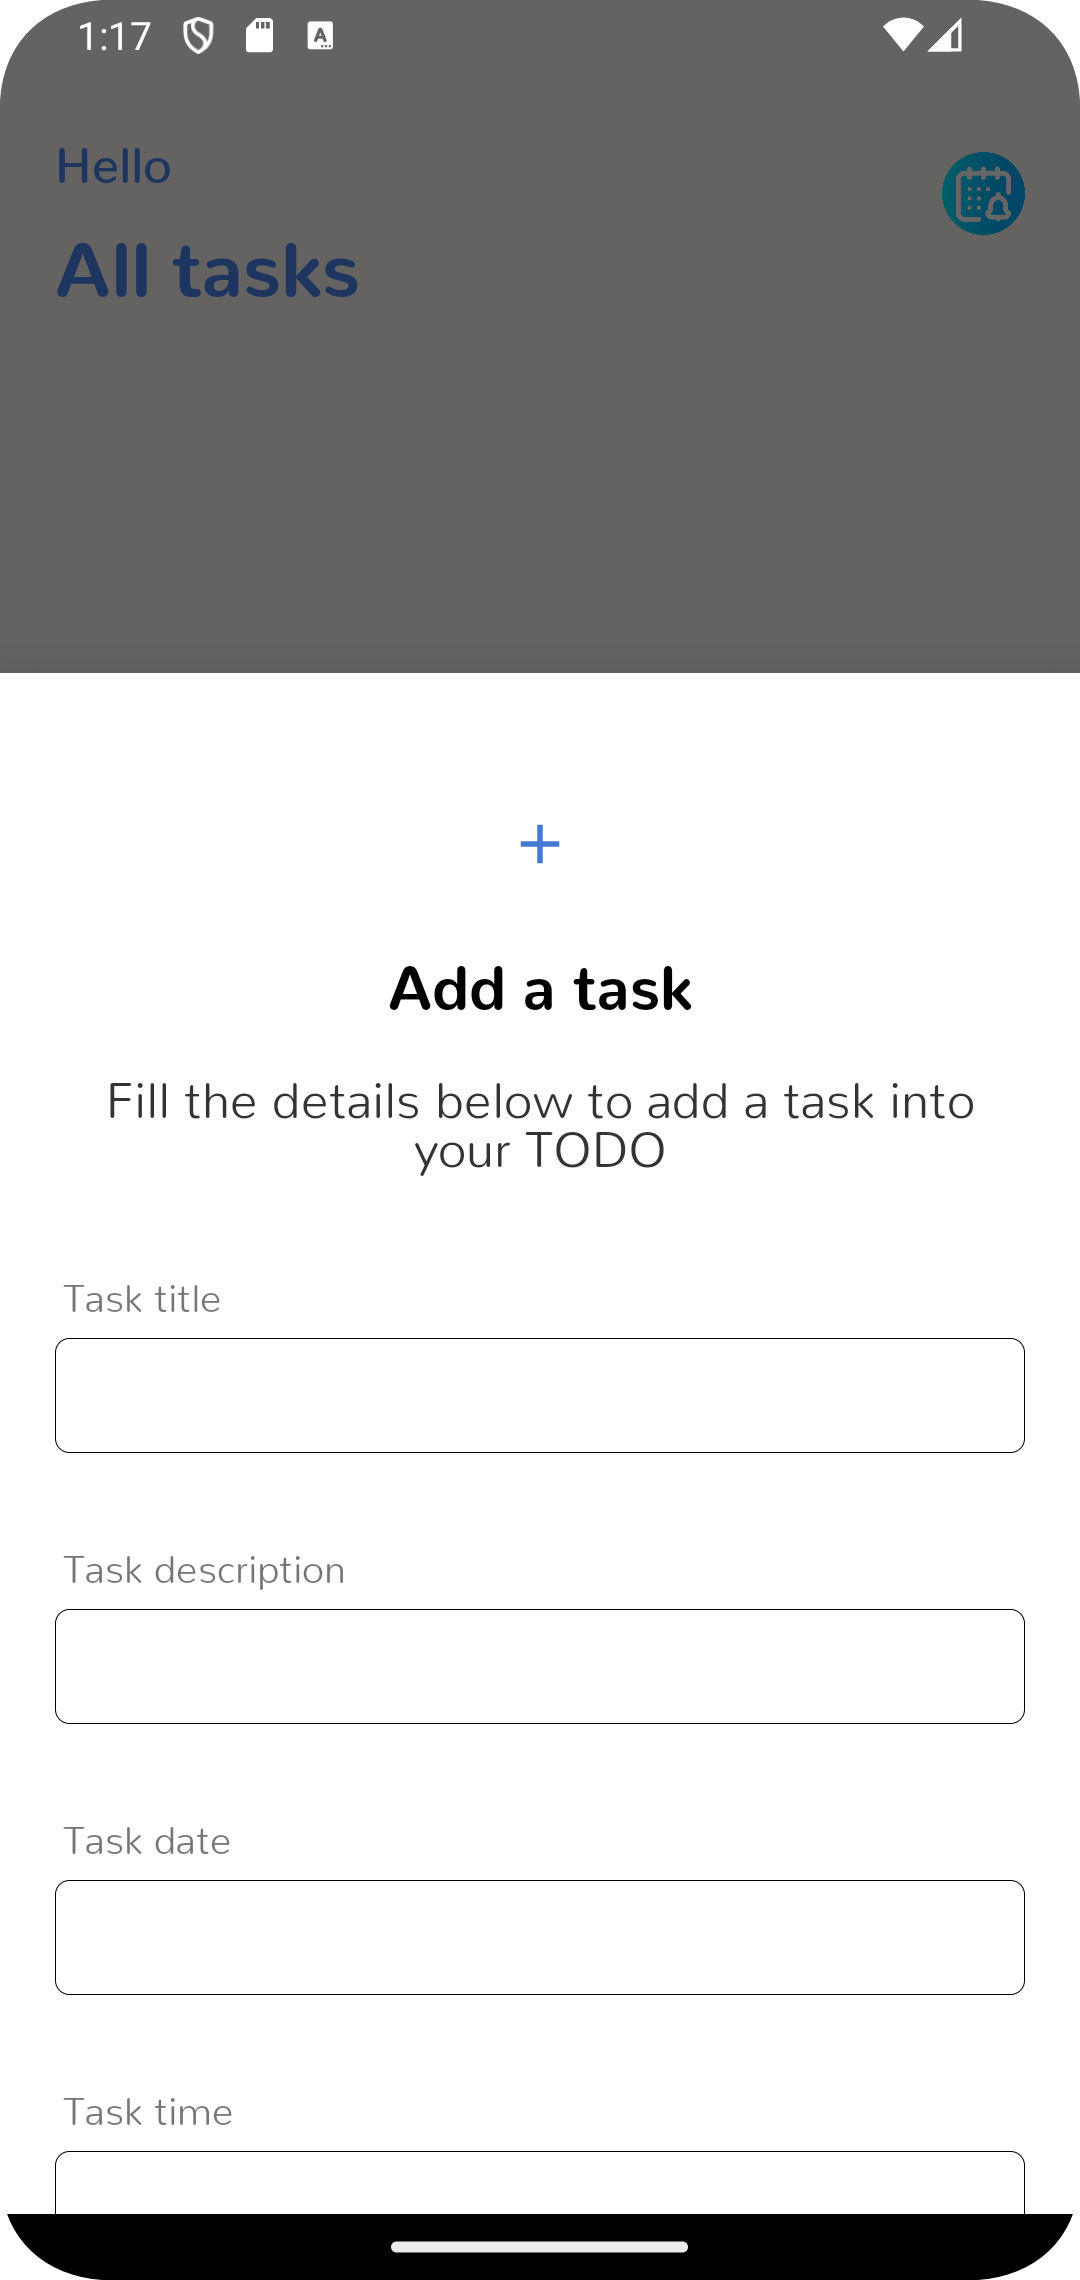 1:17
Hello
All tasks
Add a task
Fill the details below to add a task into
your TODO
Task title
Task description
Task date
Task time